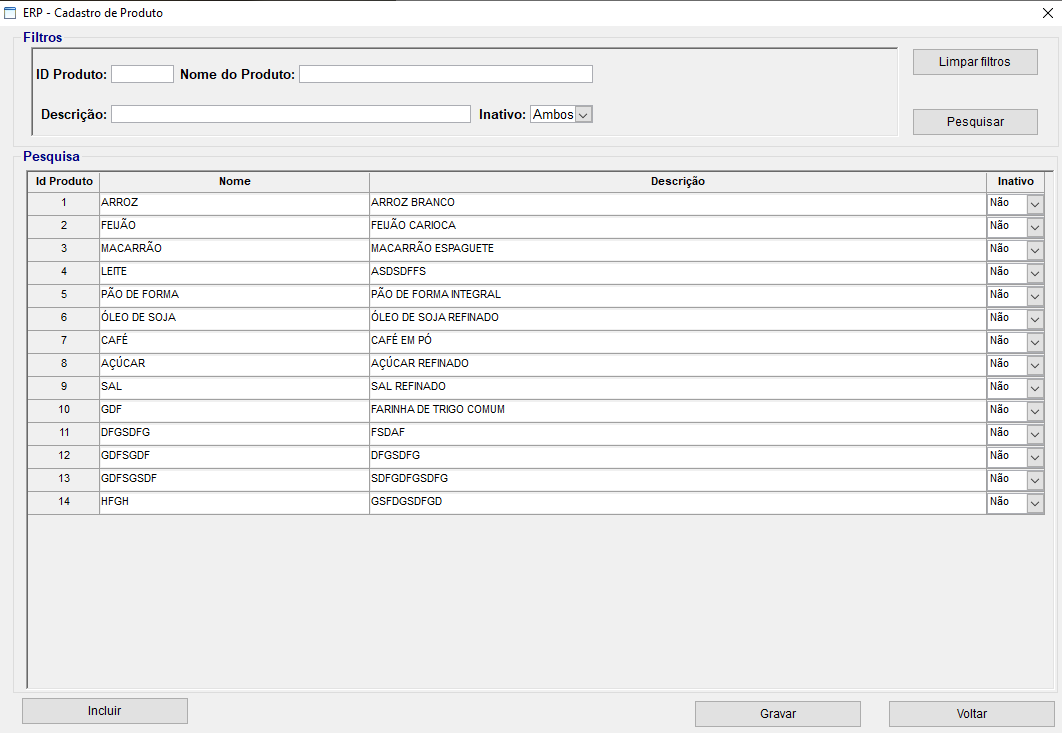 ERP - Cadastro de Produto
Filtros
ID Produto: Nome do Produto: Limpar filtros
Descrição: Inativo: Ambos Pesquisar
Pesquisa
Id Produto Nome Descrição Inativo
1 ARROZ ARROZ BRANCO Não
2 FEIJÃO FEIJÃO CARIOCA Não
3 MACARRÃO MACARRÃO ESPAGUETE Não
4 LEITE ASDSDFFS Não
5 PÃO DE FORMA PÃO DE FORMA INTEGRAL Não
6 ÓLEO DE SOJA ÓLEO DE SOJA REFINADO Não
7 CAFÉ CAFÉ EM PÓ Não
8 AÇÚCAR AÇÚCAR REFINADO Não
9 SAL SAL REFINADO Não
10 GDF FARINHA DE TRIGO COMUM Não
11 DFGSDFG FSDAF Não
12 GDFSGDF DFGSDFG Não
13 GDFSGSDF SDFGDFGSDFG Não
14 HFGH GSFDGSDFGD Não
Incluir Gravar Voltar